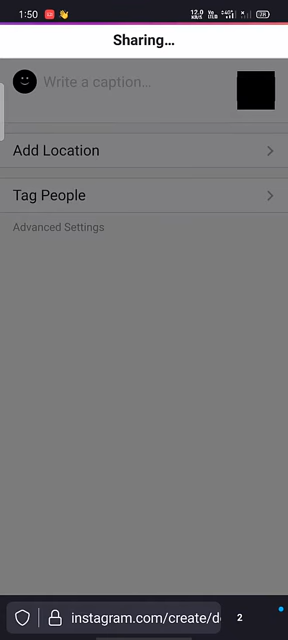 1:50
Sharing...
Write a caption...
Add Location
Tag People
Advanced Settings
instagram.com/create/d
2